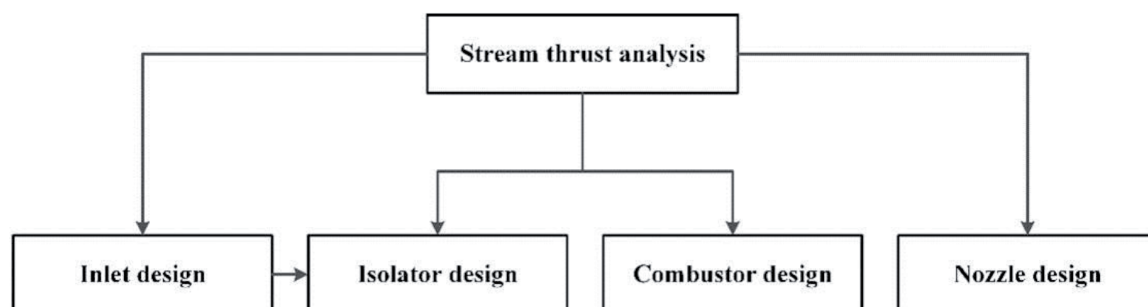 Stream thrust analysis
Inlet design
Isolator design
Combustor design
Nozzle design